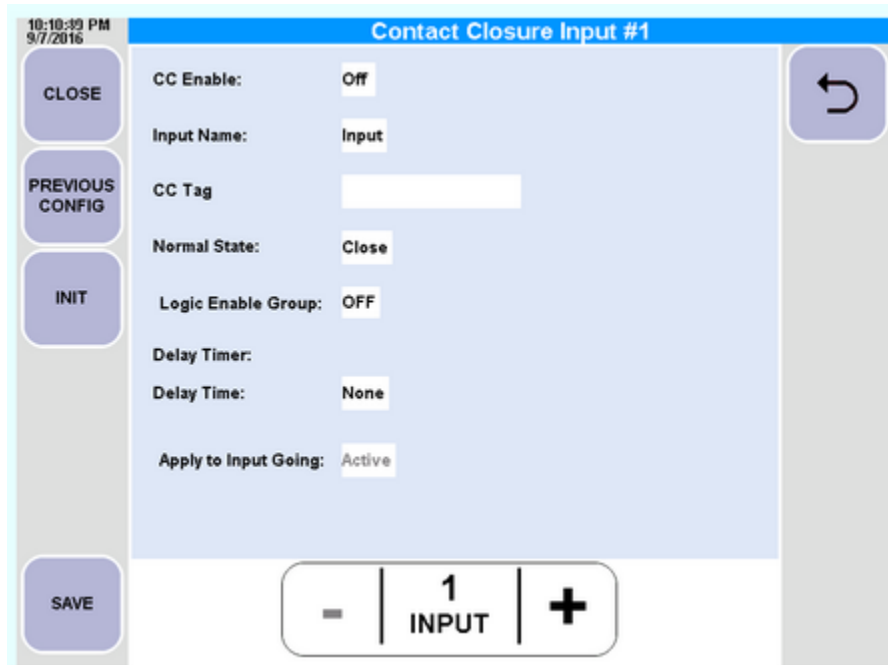 10:10:49 PM
9/7/2016
Contact Closure Input #1
CLOSE
PREVIOUS
CONFIG
INIT
SAVE
CC Enable: Off
Input Name: Input
CC Tag
Normal State: Close
Logic Enable Group: OFF
Delay Timer:
Delay Time: None
Apply to Input Going: Active
- 1 +
INPUT